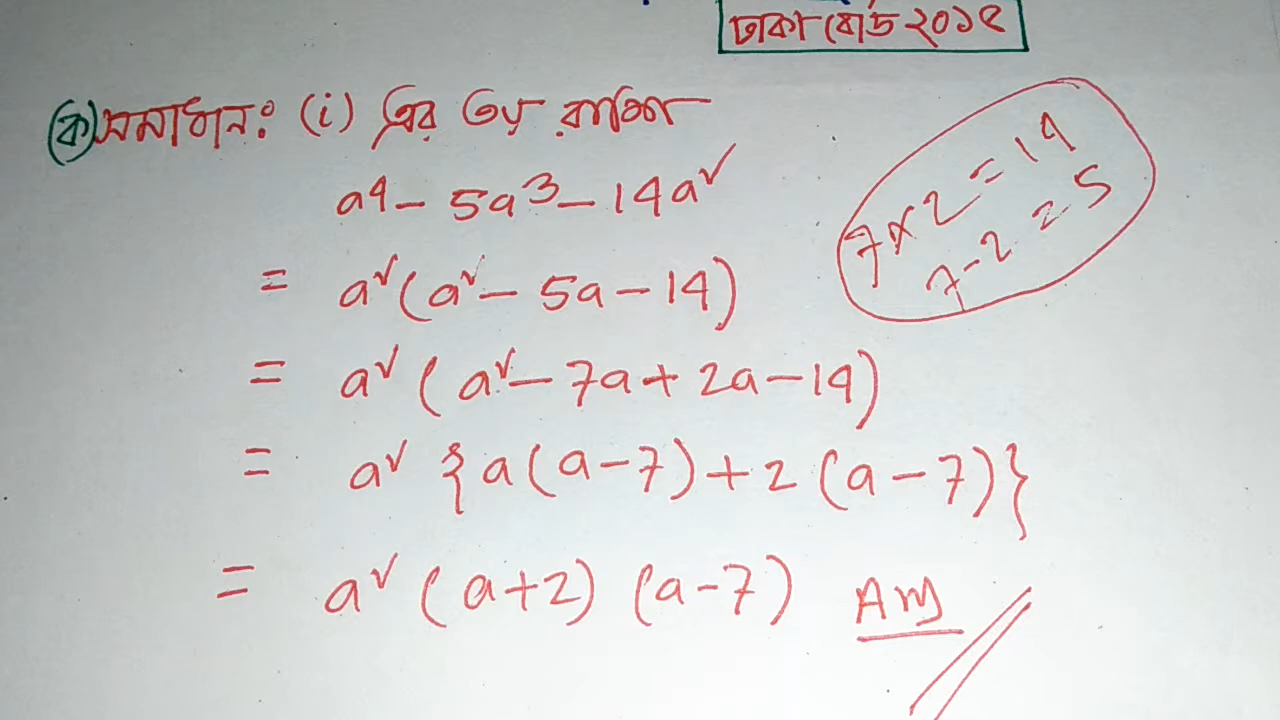 ঢাকা বোর্ড ২০১৫
(ক) সমাধান: (i) এর ৩য় রাশি
a⁴ - 5a³ - 14a²
7 × 2 = 14
7 - 2 = 5
= a²(a² - 5a - 14)
= a² (a² - 7a + 2a - 14)
= a² {a(a - 7) + 2 (a - 7)}
= a² (a + 2) (a - 7) Ans